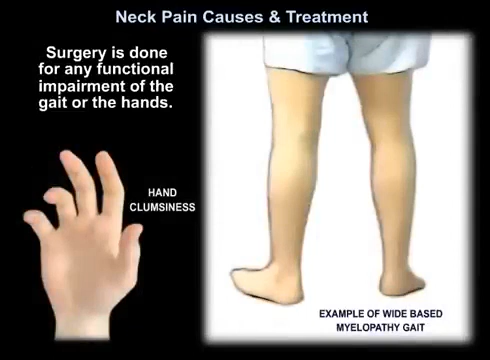 Neck Pain Causes & Treatment
Surgery is done
for any functional
impairment of the
gait or the hands.
HAND
CLUMSINESS
EXAMPLE OF WIDE BASED
MYELOPATHY GAIT